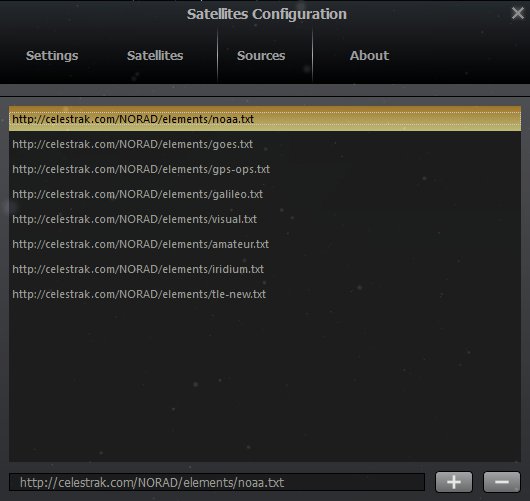 Satellites Configuration
Settings Satellites Sources About
http://celestrak.com/NORAD/elements/noaa.txt
http://celestrak.com/NORAD/elements/goes.txt
http://celestrak.com/NORAD/elements/gps-ops.txt
http://celestrak.com/NORAD/elements/galileo.txt
http://celestrak.com/NORAD/elements/visual.txt
http://celestrak.com/NORAD/elements/amateur.txt
http://celestrak.com/NORAD/elements/iridium.txt
http://celestrak.com/NORAD/elements/tle-new.txt
http://celestrak.com/NORAD/elements/noaa.txt